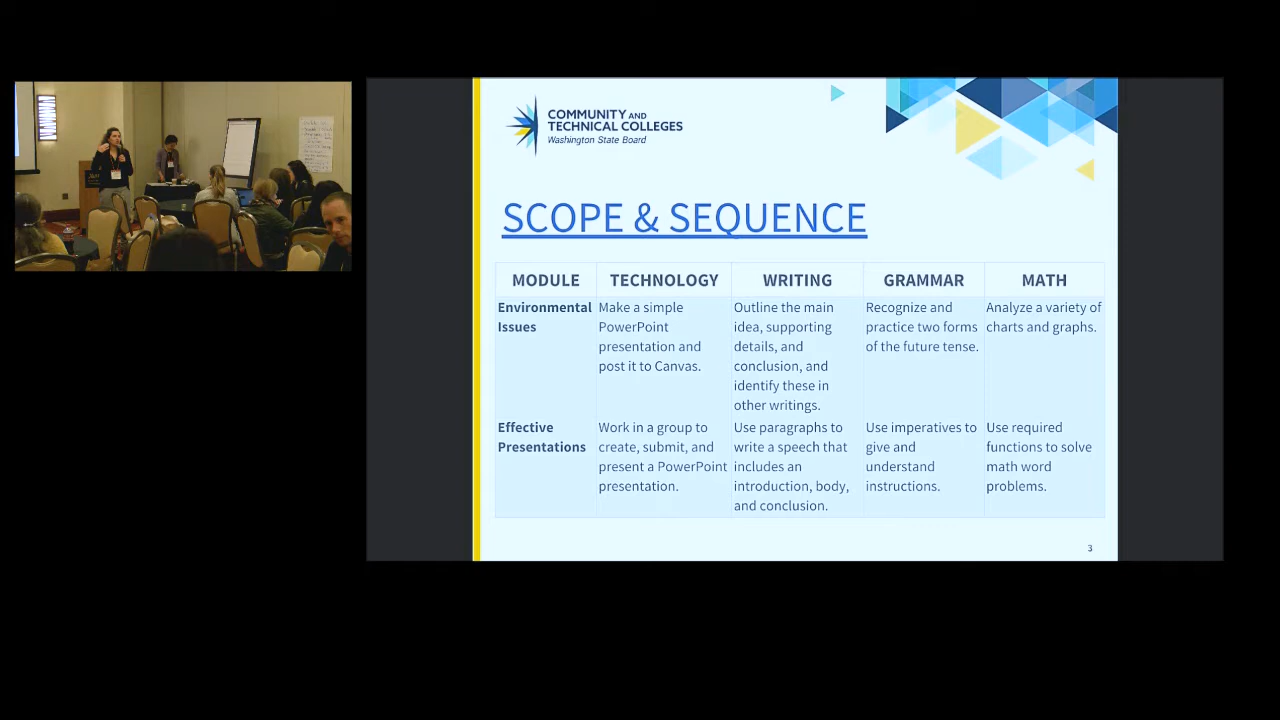 COMMUNITY AND
TECHNICAL COLLEGES
Washington State Board
SCOPE & SEQUENCE
MODULE TECHNOLOGY WRITING GRAMMAR MATH
Environmental
Issues
Make a simple
PowerPoint
presentation and
post it to Canvas.
Outline the main
idea, supporting
details, and
conclusion, and
identify these in
other writings.
Recognize and
practice two forms
of the future tense.
Analyze a variety of
charts and graphs.
Effective
Presentations
Work in a group to
create, submit, and
present a PowerPoint
presentation.
Use paragraphs to
write a speech that
includes an
introduction, body,
and conclusion.
Use imperatives to
give and
understand
instructions.
Use required
functions to solve
math word
problems.
3